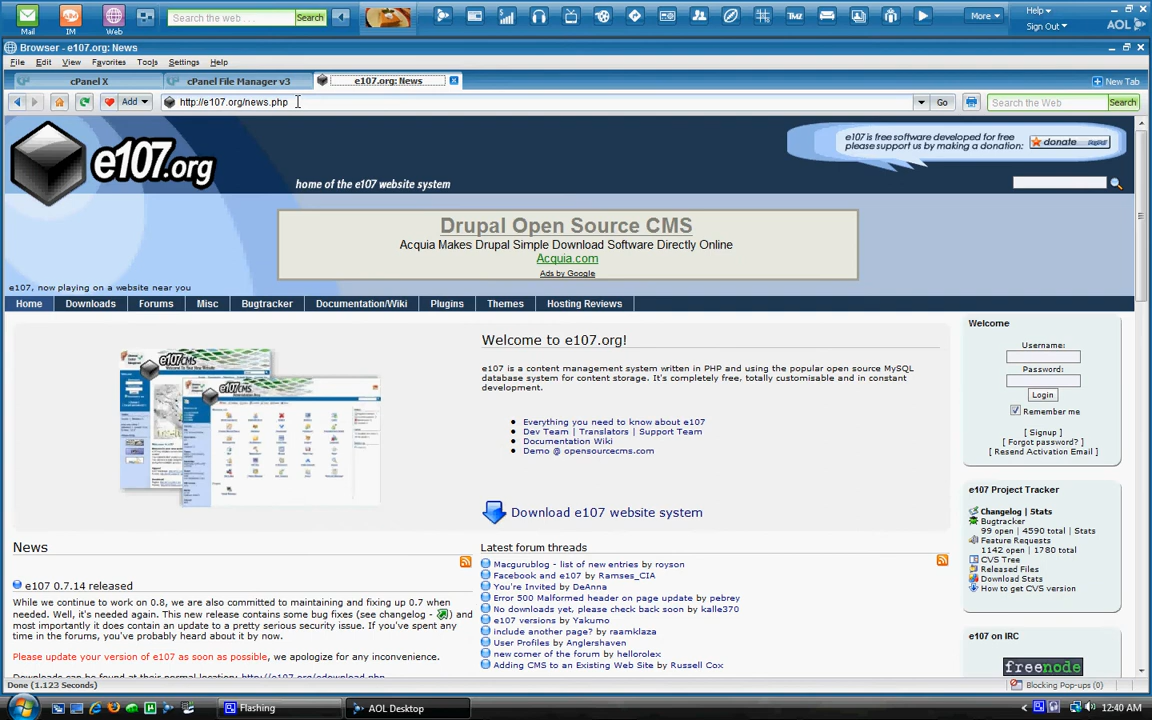 Mail
IM
Web
Search the web ...
Search
TMZ
More
Help
Sign Out
AOL
Browser - e107.org: News
File Edit View Favorites Tools Settings Help
cPanel X
cPanel File Manager v3
e107.org: News
New Tab
Add
http://e107.org/news.php
Go
Search the Web
Search
e107.org
home of the e107 website system
e107 is free software developed for free
please support us by making a donation:
donate
Drupal Open Source CMS
Acquia Makes Drupal Simple Download Software Directly Online
Acquia.com
Ads by Google
e107, now playing on a website near you
Home Downloads Forums Misc Bugtracker Documentation/Wiki Plugins Themes Hosting Reviews
Welcome to e107.org!
e107 is a content management system written in PHP and using the popular open source MySQL
database system for content storage. It's completely free, totally customisable and in constant
development.
Everything you need to know about e107
Dev Team | Translators | Support Team
Documentation Wiki
Demo @ opensourcecms.com
Download e107 website system
Welcome
Username:
Password:
Login
Remember me
[ Signup ]
[ Forgot password? ]
[ Resend Activation Email ]
e107 Project Tracker
Changelog | Stats
Bugtracker
99 open | 4590 total | Stats
Feature Requests
1142 open | 1780 total
CVS Tree
Released Files
Download Stats
How to get CVS version
e107 on IRC
freenode
News
e107 0.7.14 released
While we continue to work on 0.8, we are also committed to maintaining and fixing up 0.7 when
needed. Well, it's needed again. This new release contains some bug fixes (see changelog - ) and
most importantly it does contain an update to a pretty serious security issue. If you've spent any
time in the forums, you've probably heard about it by now.
Please update your version of e107 as soon as possible, we apologize for any inconvenience.
Downloads can be found at their normal location: http://e107.org/edownload.php
Latest forum threads
Macgurublog - list of new entries by royson
Facebook and e107 by Ramses_CIA
You're Invited by DeAnna
Error 500 Malformed header on page update by pebrey
No downloads yet, please check back soon by kalle370
e107 versions by Yakumo
include another page? by raamklaza
User Profiles by Anglershaven
new corner of the forum by hellorolex
Adding CMS to an Existing Web Site by Russell Cox
Done (1.123 Seconds)
Blocking Pop-ups (0)
Flashing
AOL Desktop
12:40 AM